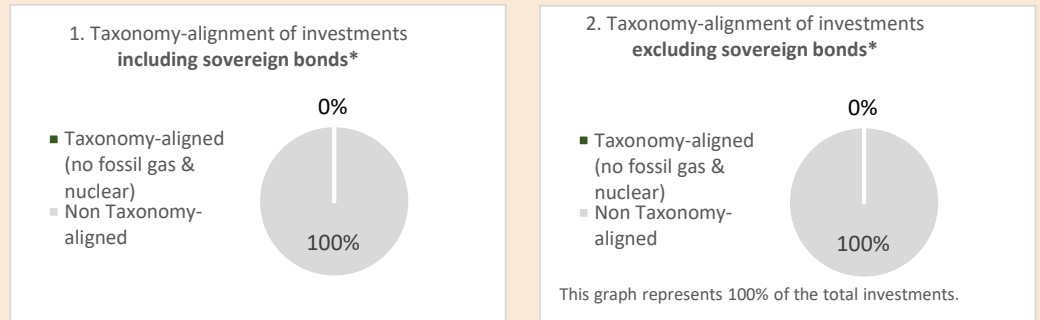 1. Taxonomy-alignment of investments
including sovereign bonds*
0%
Taxonomy-aligned
(no fossil gas &
nuclear)
Non Taxonomy-
aligned
100%
2. Taxonomy-alignment of investments
excluding sovereign bonds*
0%
Taxonomy-aligned
(no fossil gas &
nuclear)
Non Taxonomy-
aligned
100%
This graph represents 100% of the total investments.